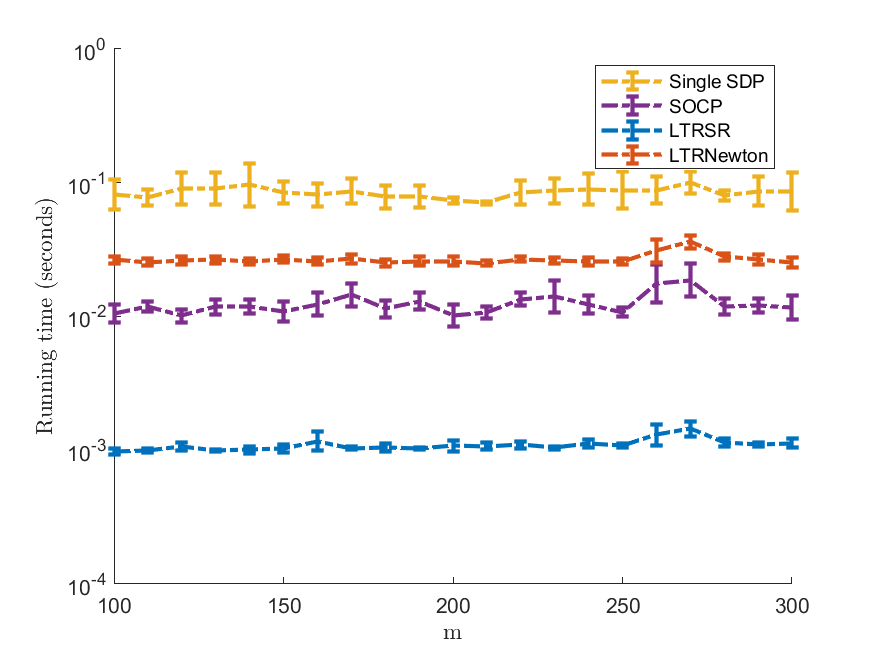 10^0
10^-1
10^-2
10^-3
10^-4
Running time (seconds)
Single SDP
SOCP
LTRSR
LTRNewton
100
150
200
250
300
m